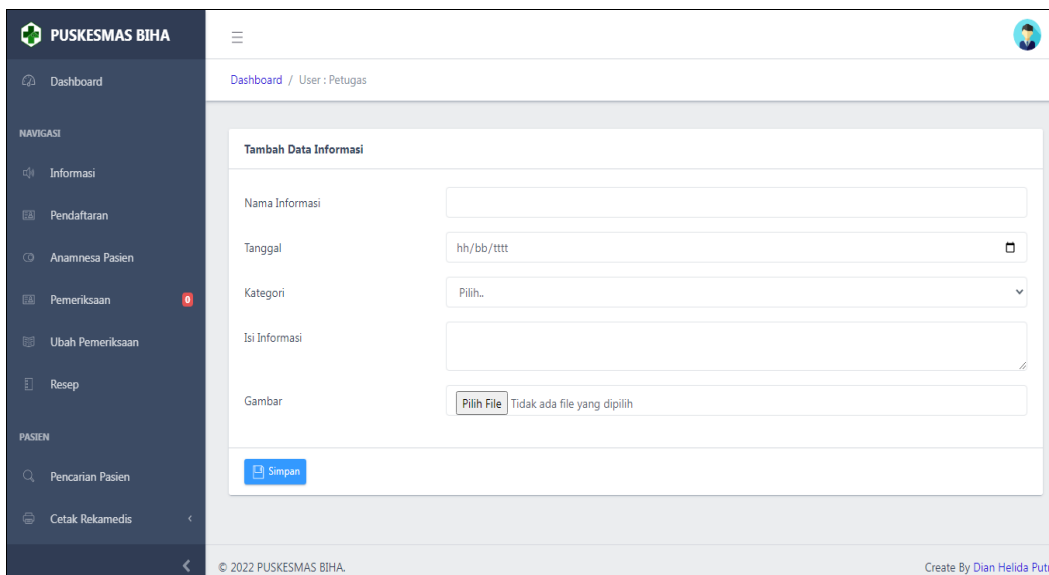 PUSKESMAS BIHA
Dashboard
NAVIGASI
Informasi
Pendaftaran
Anamnesa Pasien
Pemeriksaan 0
Ubah Pemeriksaan
Resep
PASIEN
Pencarian Pasien
Cetak Rekamedis
Dashboard / User : Petugas
Tambah Data Informasi
Nama Informasi
Tanggal hh/bb/tttt
Kategori Pilih..
Isi Informasi
Gambar Pilih File Tidak ada file yang dipilih
Simpan
© 2022 PUSKESMAS BIHA. Create By Dian Helida Put